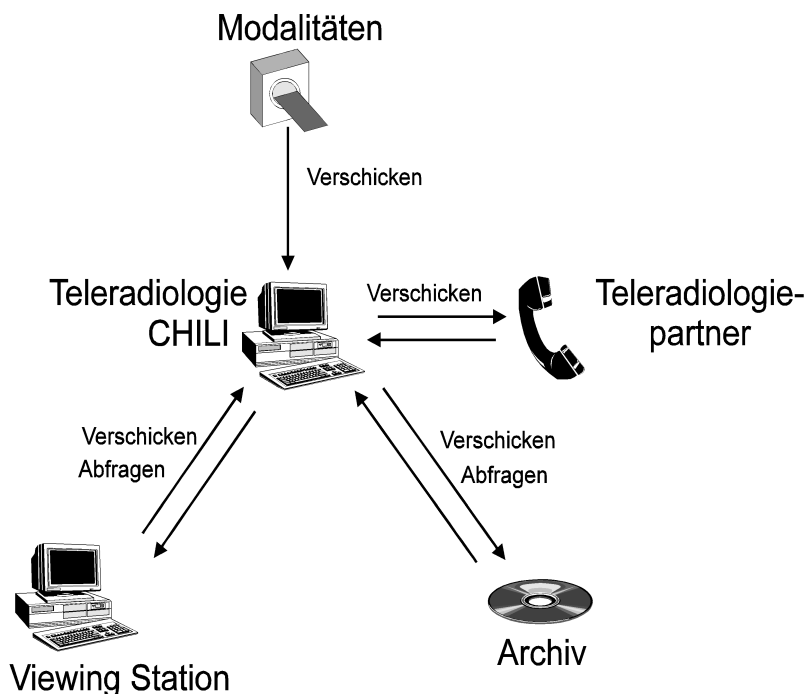 Modalitäten
Verschicken
Teleradiologie
CHILI
Verschicken
Teleradiologie-
partner
Verschicken
Abfragen
Verschicken
Abfragen
Viewing Station
Archiv